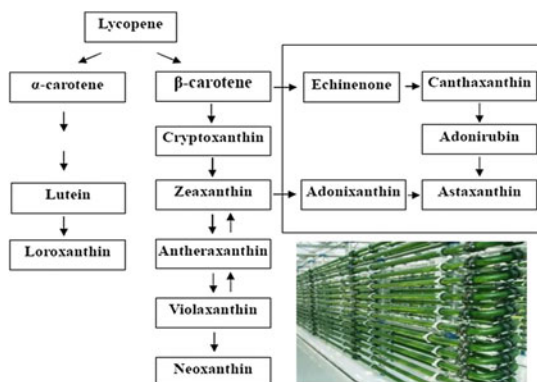 Lycopene
α-carotene
β-carotene
Echinenone
Canthaxanthin
Cryptoxanthin
Adonirubin
Lutein
Zeaxanthin
Adonixanthin
Astaxanthin
Loroxanthin
Antheraxanthin
Violaxanthin
Neoxanthin